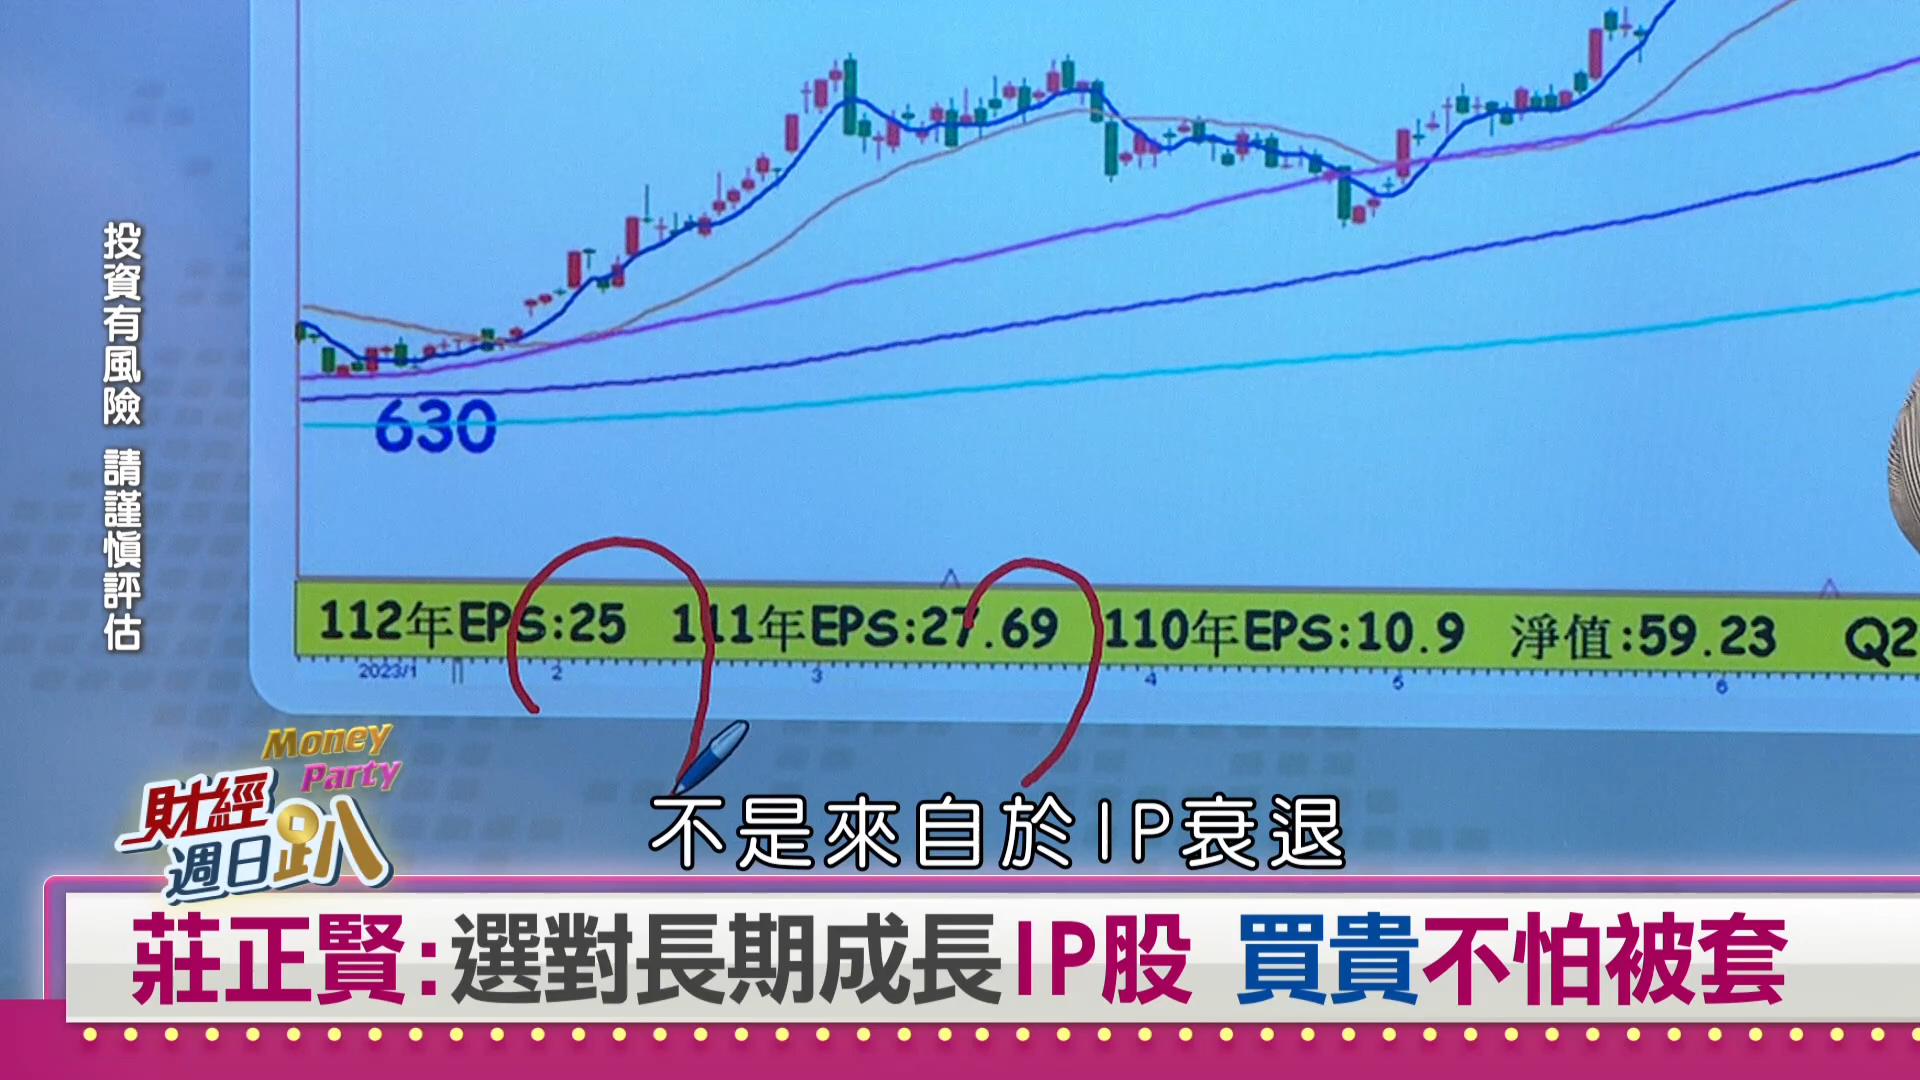 投資有風險 請謹慎評估
630
112年EPS:25 111年EPS:27.69 110年EPS:10.9 淨值:59.23 Q2
2023/1 2 3 4 5 6
Money Party
財經週日趴
不是來自於IP衰退
莊正賢:選對長期成長IP股 買貴不怕被套